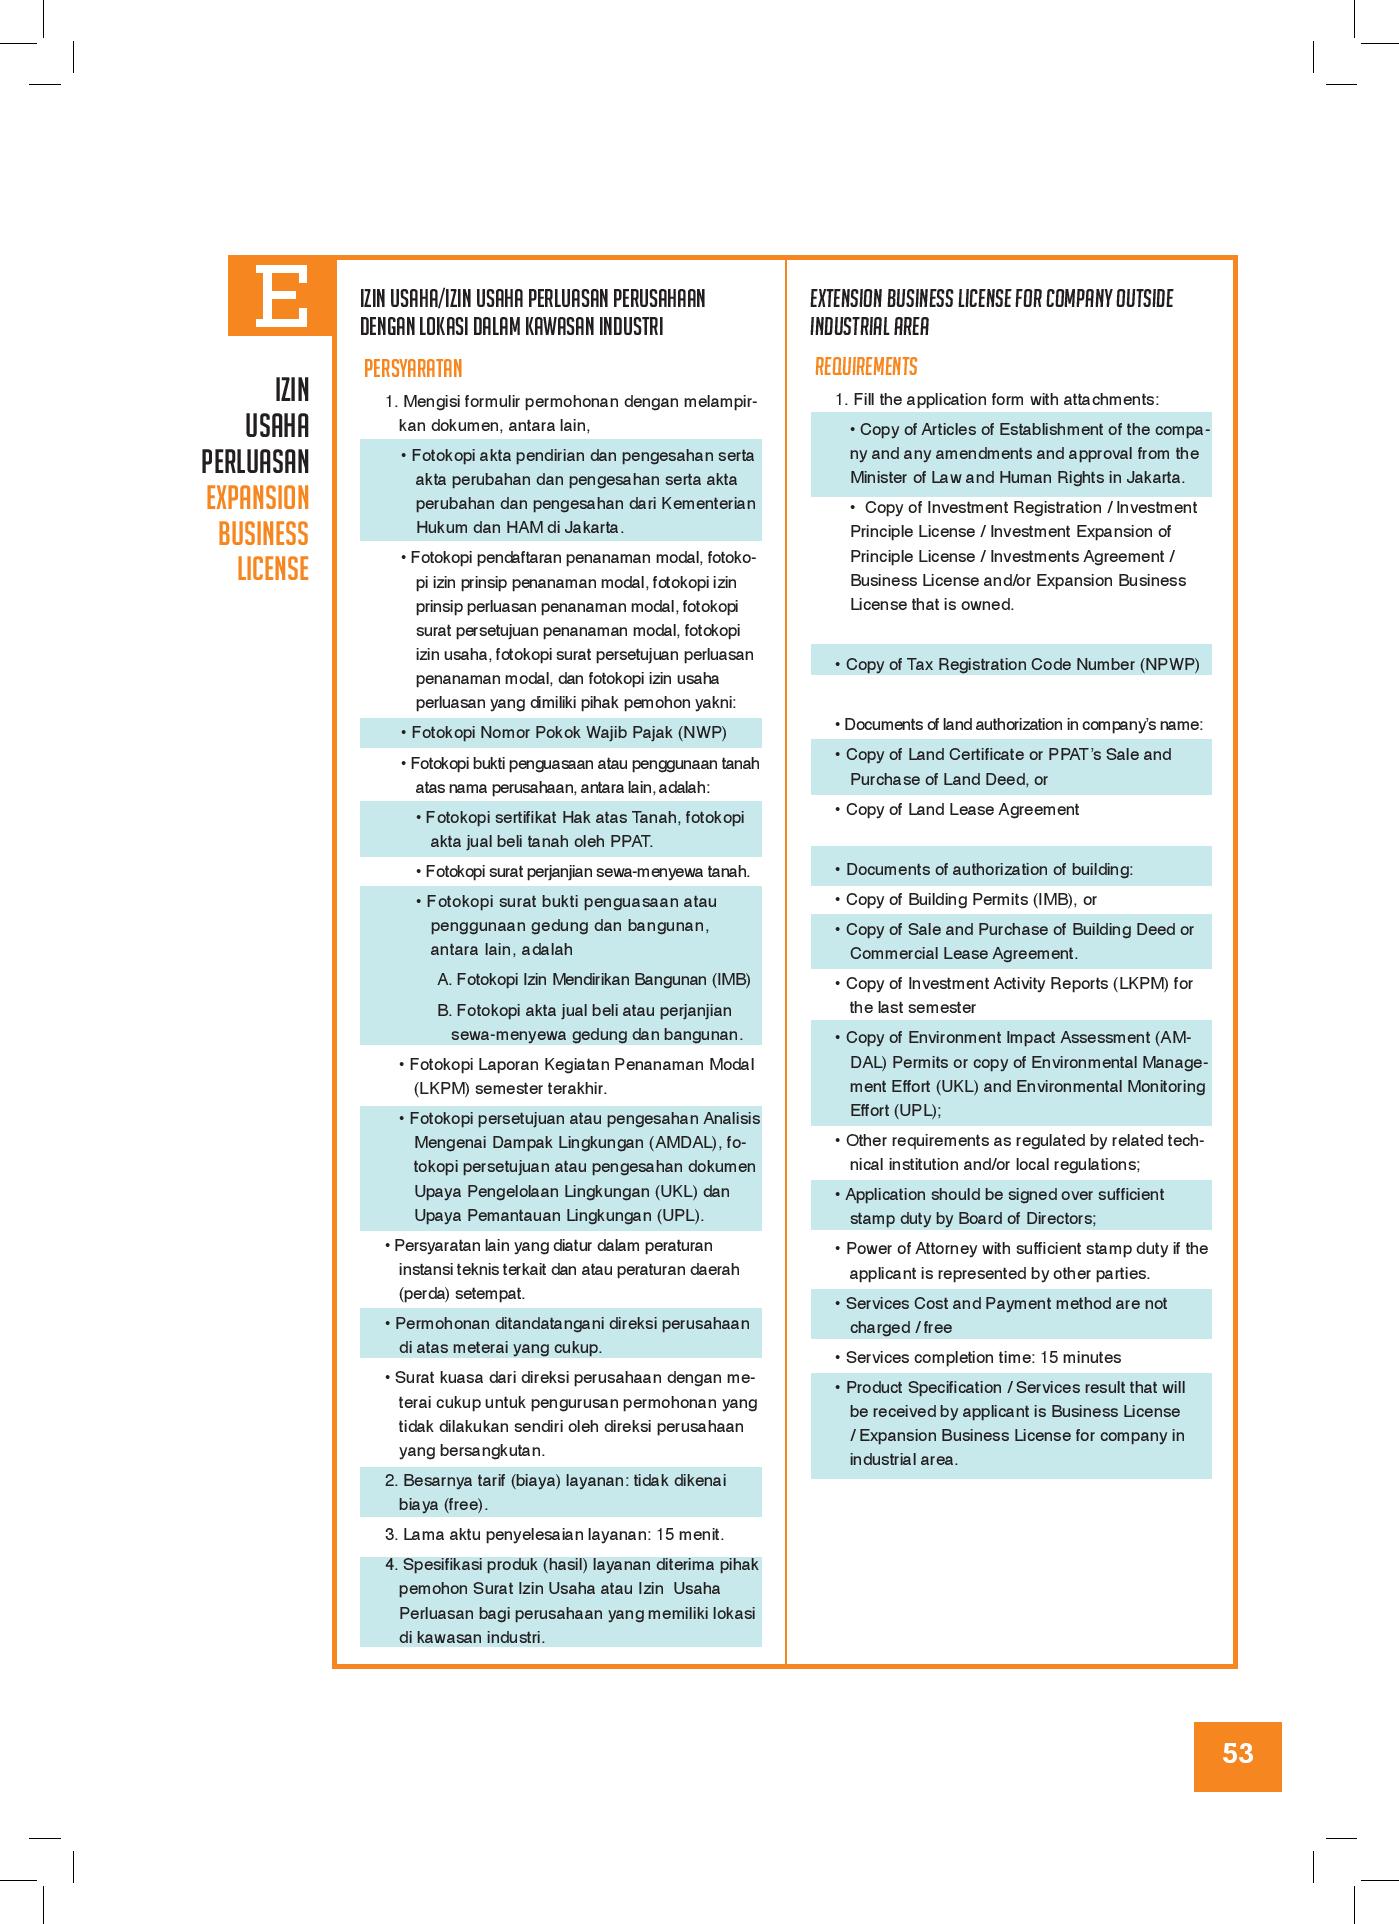 E
IZIN
USAHA
PERLUASAN
EXPANSION
BUSINESS
LICENSE
IZIN USAHA/IZIN USAHA PERLUASAN PERUSAHAAN
DENGAN LOKASI DALAM KAWASAN INDUSTRI
PERSYARATAN
1. Mengisi formulir permohonan dengan melampir-
kan dokumen, antara lain,
• Fotokopi akta pendirian dan pengesahan serta
akta perubahan dan pengesahan serta akta
perubahan dan pengesahan dari Kementerian
Hukum dan HAM di Jakarta.
• Fotokopi pendaftaran penanaman modal, fotoko-
pi izin prinsip penanaman modal, fotokopi izin
prinsip perluasan penanaman modal, fotokopi
surat persetujuan penanaman modal, fotokopi
izin usaha, fotokopi surat persetujuan perluasan
penanaman modal, dan fotokopi izin usaha
perluasan yang dimiliki pihak pemohon yakni:
• Fotokopi Nomor Pokok Wajib Pajak (NWP)
• Fotokopi bukti penguasaan atau penggunaan tanah
atas nama perusahaan, antara lain, adalah:
• Fotokopi sertifikat Hak atas Tanah, fotokopi
akta jual beli tanah oleh PPAT.
• Fotokopi surat perjanjian sewa-menyewa tanah.
• Fotokopi surat bukti penguasaan atau
penggunaan gedung dan bangunan,
antara lain, adalah
A. Fotokopi Izin Mendirikan Bangunan (IMB)
B. Fotokopi akta jual beli atau perjanjian
sewa-menyewa gedung dan bangunan.
• Fotokopi Laporan Kegiatan Penanaman Modal
(LKPM) semester terakhir.
• Fotokopi persetujuan atau pengesahan Analisis
Mengenai Dampak Lingkungan (AMDAL), fo-
tokopi persetujuan atau pengesahan dokumen
Upaya Pengelolaan Lingkungan (UKL) dan
Upaya Pemantauan Lingkungan (UPL).
• Persyaratan lain yang diatur dalam peraturan
instansi teknis terkait dan atau peraturan daerah
(perda) setempat.
• Permohonan ditandatangani direksi perusahaan
di atas meterai yang cukup.
• Surat kuasa dari direksi perusahaan dengan me-
terai cukup untuk pengurusan permohonan yang
tidak dilakukan sendiri oleh direksi perusahaan
yang bersangkutan.
2. Besarnya tarif (biaya) layanan: tidak dikenai
biaya (free).
3. Lama aktu penyelesaian layanan: 15 menit.
4. Spesifikasi produk (hasil) layanan diterima pihak
pemohon Surat Izin Usaha atau Izin  Usaha
Perluasan bagi perusahaan yang memiliki lokasi
di kawasan industri.
EXTENSION BUSINESS LICENSE FOR COMPANY OUTSIDE
INDUSTRIAL AREA
REQUIREMENTS
1. Fill the application form with attachments:
• Copy of Articles of Establishment of the compa-
ny and any amendments and approval from the
Minister of Law and Human Rights in Jakarta.
• Copy of Investment Registration / Investment
Principle License / Investment Expansion of
Principle License / Investments Agreement /
Business License and/or Expansion Business
License that is owned.
• Copy of Tax Registration Code Number (NPWP)
• Documents of land authorization in company's name:
• Copy of Land Certificate or PPAT's Sale and
Purchase of Land Deed, or
• Copy of Land Lease Agreement
• Documents of authorization of building:
• Copy of Building Permits (IMB), or
• Copy of Sale and Purchase of Building Deed or
Commercial Lease Agreement.
• Copy of Investment Activity Reports (LKPM) for
the last semester
• Copy of Environment Impact Assessment (AM-
DAL) Permits or copy of Environmental Manage-
ment Effort (UKL) and Environmental Monitoring
Effort (UPL);
• Other requirements as regulated by related tech-
nical institution and/or local regulations;
• Application should be signed over sufficient
stamp duty by Board of Directors;
• Power of Attorney with sufficient stamp duty if the
applicant is represented by other parties.
• Services Cost and Payment method are not
charged / free
• Services completion time: 15 minutes
• Product Specification / Services result that will
be received by applicant is Business License
/ Expansion Business License for company in
industrial area.
53